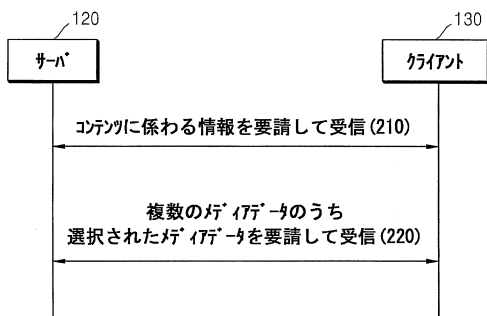 120
130
サーバ
クライアント
コンテンツに係わる情報を要請して受信(210)
複数のメディアデータのうち
選択されたメディアデータを要請して受信(220)